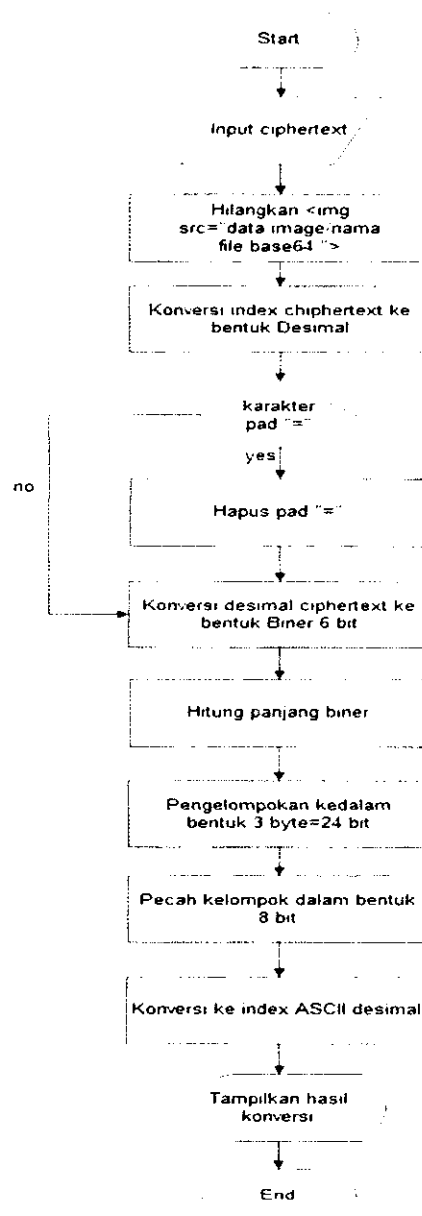 Start
Input ciphertext
Hilangkan <img
src="data image/nama
file base64 ">
Konversi index chiphertext ke
bentuk Desimal
karakter
pad "="
yes
no
Hapus pad "="
Konversi desimal ciphertext ke
bentuk Biner 6 bit
Hitung panjang biner
Pengelompokan kedalam
bentuk 3 byte=24 bit
Pecah kelompok dalam bentuk
8 bit
Konversi ke index ASCII desimal
Tampilkan hasil
konversi
End